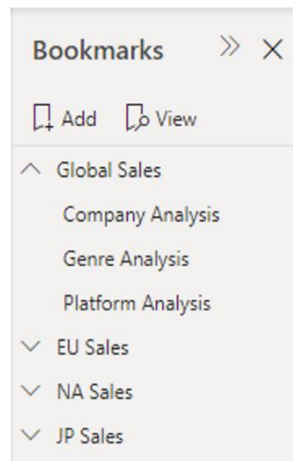 Bookmarks
Add View
Global Sales
Company Analysis
Genre Analysis
Platform Analysis
EU Sales
NA Sales
JP Sales